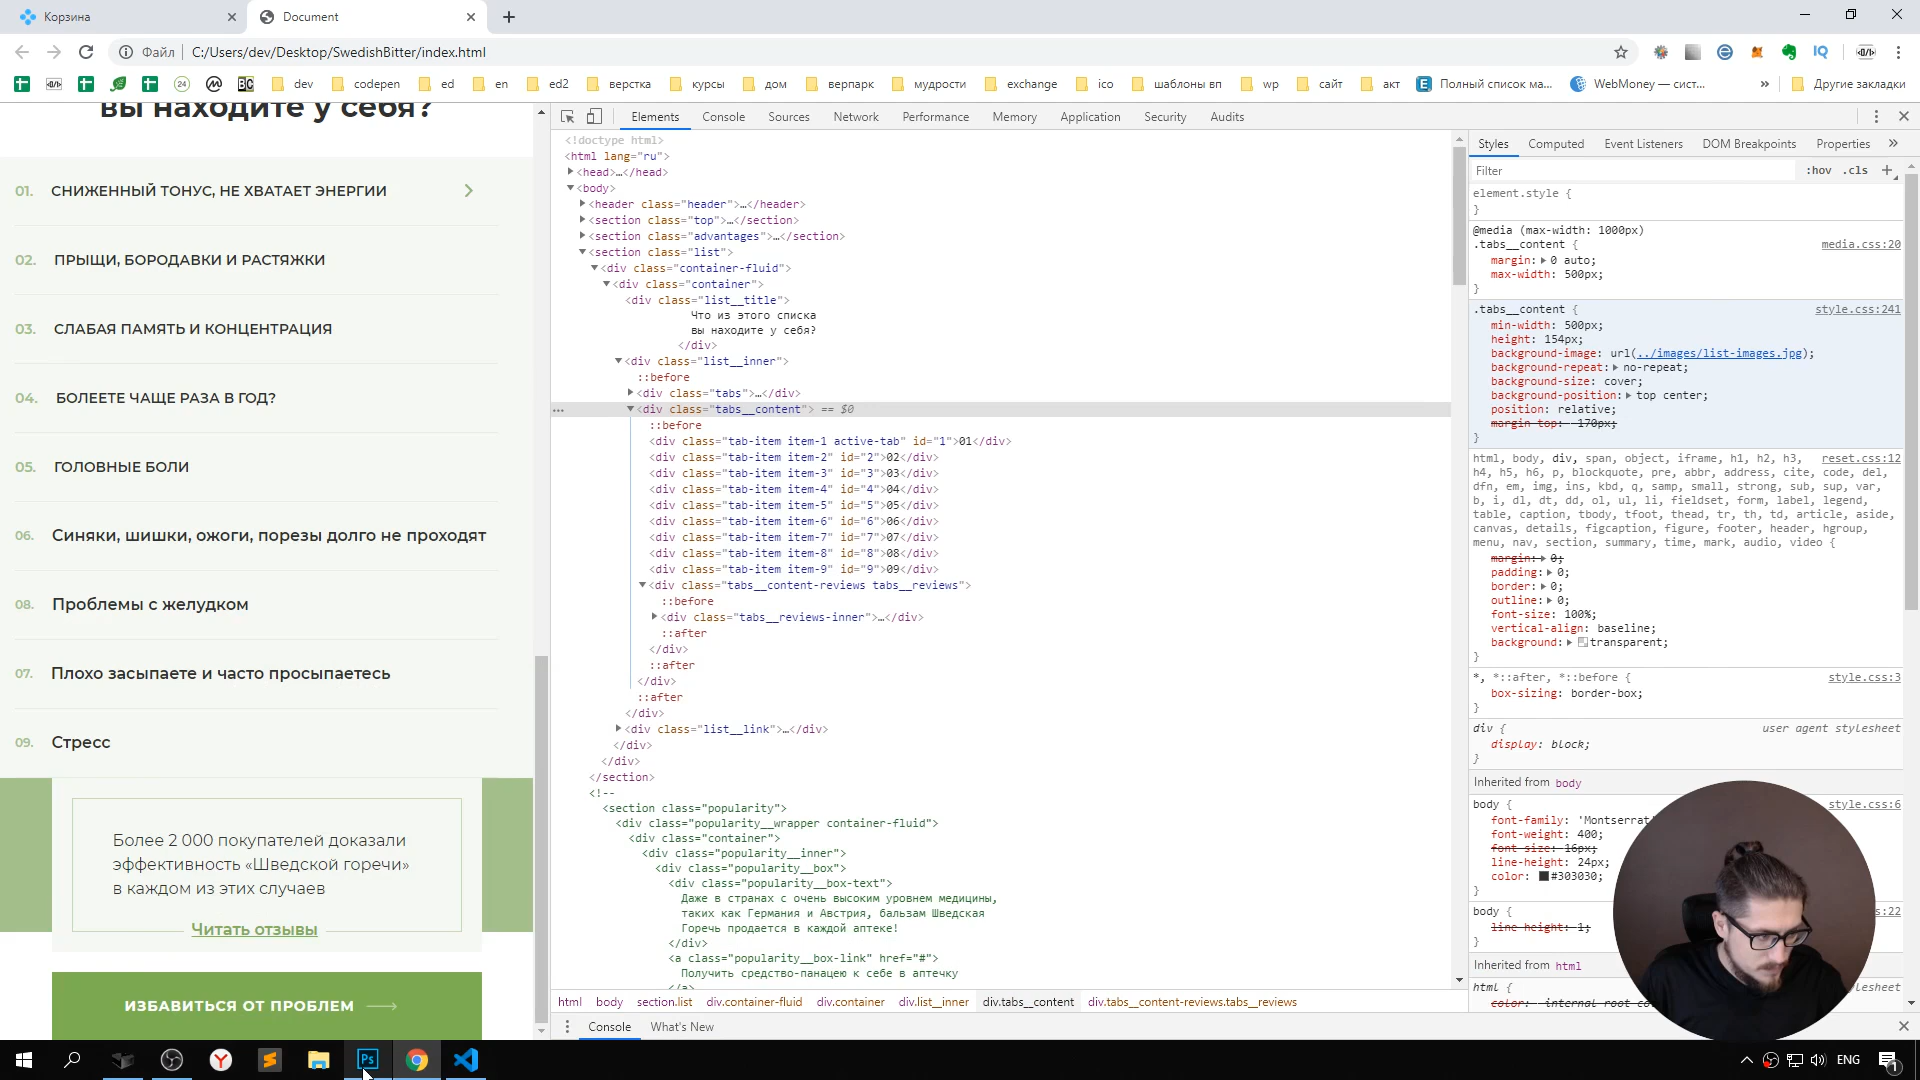 Корзина
Document
Файл
C:/Users/dev/Desktop/SwedishBitter/index.html
dev
codepen
ed
en
ed2
верстка
курсы
дом
верпарк
мудрости
exchange
ico
шаблоны вп
wp
сайт
акт
Полный список ма...
WebMoney — сист...
»
Другие закладки
вы находите у себя?
01. СНИЖЕННЫЙ ТОНУС, НЕ ХВАТАЕТ ЭНЕРГИИ
02. ПРЫЩИ, БОРОДАВКИ И РАСТЯЖКИ
03. СЛАБАЯ ПАМЯТЬ И КОНЦЕНТРАЦИЯ
04. БОЛЕЕТЕ ЧАЩЕ РАЗА В ГОД?
05. ГОЛОВНЫЕ БОЛИ
06. Синяки, шишки, ожоги, порезы долго не проходят
08. Проблемы с желудком
07. Плохо засыпаете и часто просыпаетесь
09. Стресс
Более 2 000 покупателей доказали
эффективность «Шведской горечи»
в каждом из этих случаев
Читать отзывы
ИЗБАВИТЬСЯ ОТ ПРОБЛЕМ
Elements Console Sources Network Performance Memory Application Security Audits
<!doctype html>
<html lang="ru">
<head>…</head>
<body>
<header class="header">…</header>
<section class="top">…</section>
<section class="advantages">…</section>
<section class="list">
<div class="container-fluid">
<div class="container">
<div class="list__title">
Что из этого списка
вы находите у себя?
</div>
<div class="list__inner">
::before
<div class="tabs">…</div>
<div class="tabs__content"> == $0
::before
<div class="tab-item item-1 active-tab" id="1">01</div>
<div class="tab-item item-2" id="2">02</div>
<div class="tab-item item-3" id="3">03</div>
<div class="tab-item item-4" id="4">04</div>
<div class="tab-item item-5" id="5">05</div>
<div class="tab-item item-6" id="6">06</div>
<div class="tab-item item-7" id="7">07</div>
<div class="tab-item item-8" id="8">08</div>
<div class="tab-item item-9" id="9">09</div>
<div class="tabs__content-reviews tabs__reviews">
::before
<div class="tabs__reviews-inner">…</div>
::after
</div>
::after
</div>
::after
</div>
<div class="list__link">…</div>
</div>
</div>
</section>
<!--
<section class="popularity">
<div class="popularity__wrapper container-fluid">
<div class="container">
<div class="popularity__inner">
<div class="popularity__box">
<div class="popularity__box-text">
Даже в странах с очень высоким уровнем медицины,
таких как Германия и Австрия, бальзам Шведская
Горечь продается в каждой аптеке!
</div>
<a class="popularity__box-link" href="#">
Получить средство-панацею к себе в аптечку
</a>
html body section.list div.container-fluid div.container div.list__inner div.tabs__content div.tabs__content-reviews.tabs__reviews
Console What's New
Styles Computed Event Listeners DOM Breakpoints Properties »
Filter :hov .cls +
element.style {
}
@media (max-width: 1000px)
.tabs__content { media.css:20
margin: 0 auto;
max-width: 500px;
}
.tabs__content { style.css:241
min-width: 500px;
height: 154px;
background-image: url(../images/list-images.jpg);
background-repeat: no-repeat;
background-size: cover;
background-position: top center;
position: relative;
margin-top: -170px;
}
html, body, div, span, object, iframe, h1, h2, h3, reset.css:12
h4, h5, h6, p, blockquote, pre, abbr, address, cite, code, del,
dfn, em, img, ins, kbd, q, samp, small, strong, sub, sup, var,
b, i, dl, dt, dd, ol, ul, li, fieldset, form, label, legend,
table, caption, tbody, tfoot, thead, tr, th, td, article, aside,
canvas, details, figcaption, figure, footer, header, hgroup,
menu, nav, section, summary, time, mark, audio, video {
margin: 0;
padding: 0;
border: 0;
outline: 0;
font-size: 100%;
vertical-align: baseline;
background: transparent;
}
*, *::after, *::before { style.css:3
box-sizing: border-box;
}
div { user agent stylesheet
display: block;
}
Inherited from body
body { style.css:6
font-family: 'Montserrat
font-weight: 400;
font-size: 16px;
line-height: 24px;
color: #303030;
}
body { :22
line-height: 1;
}
Inherited from html
html {
ENG